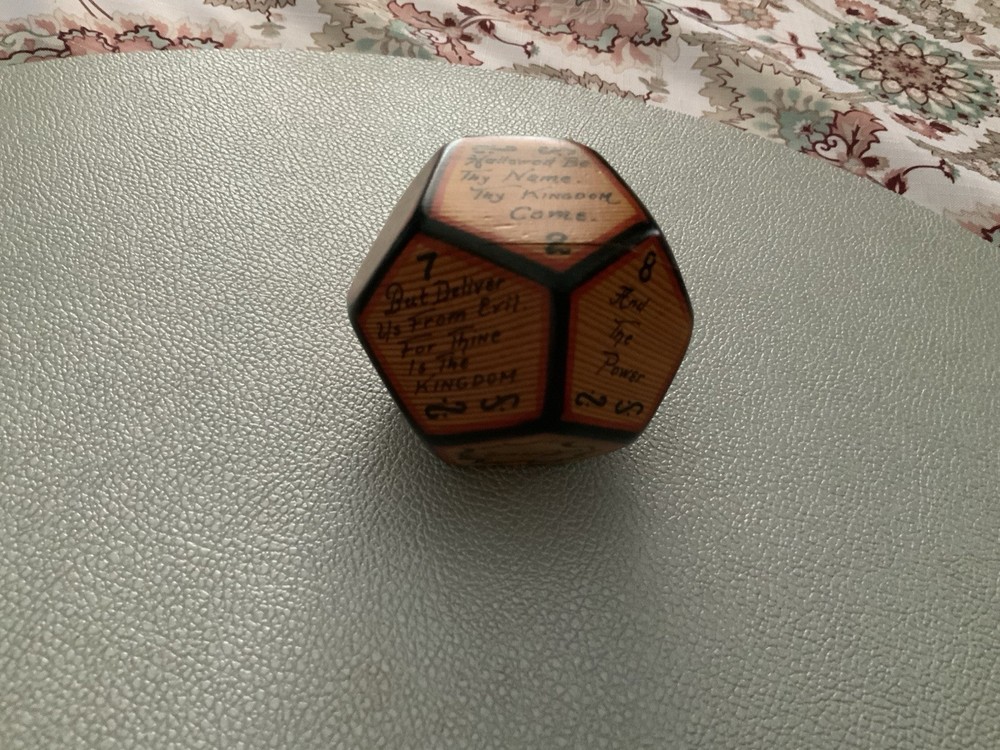 Hallowed Be
Thy Name.
Thy KINGDOM
Come.
2
7
But Deliver
Us From Evil.
For THINE
Is The
KINGDOM
8
And
The
Power